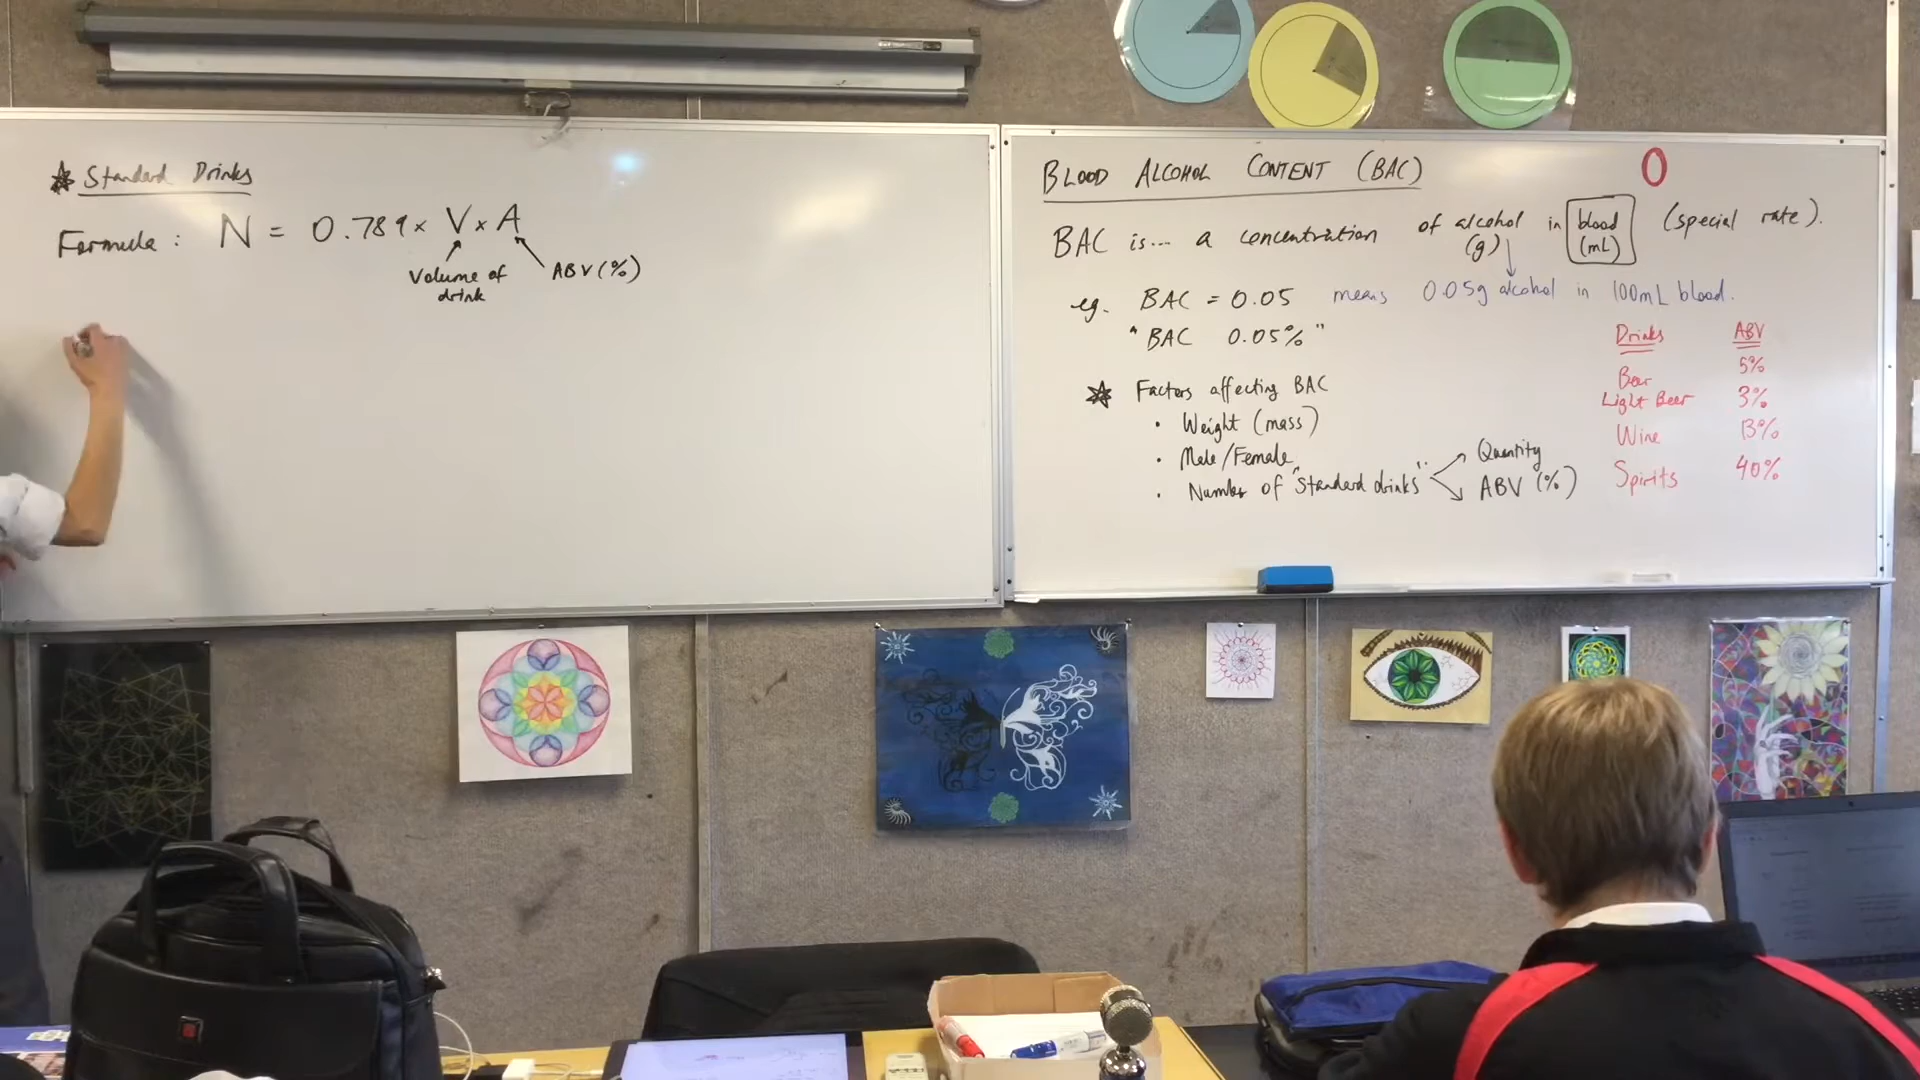 ★ Standard Drinks
Formula : N = 0.789 × V × A
Volume of
drink
ABV (%)
BLOOD ALCOHOL CONTENT (BAC)
0
BAC is... a concentration of alcohol in blood (special rate).
(g)
(mL)
eg. BAC = 0.05 means 0.05g alcohol in 100mL blood.
"BAC 0.05%"
★ Factors affecting BAC
• Weight (mass)
• Male/Female
• Number of "Standard drinks"
Quantity
ABV (%)
Drinks ABV
Beer 5%
Light Beer 3%
Wine 13%
Spirits 40%